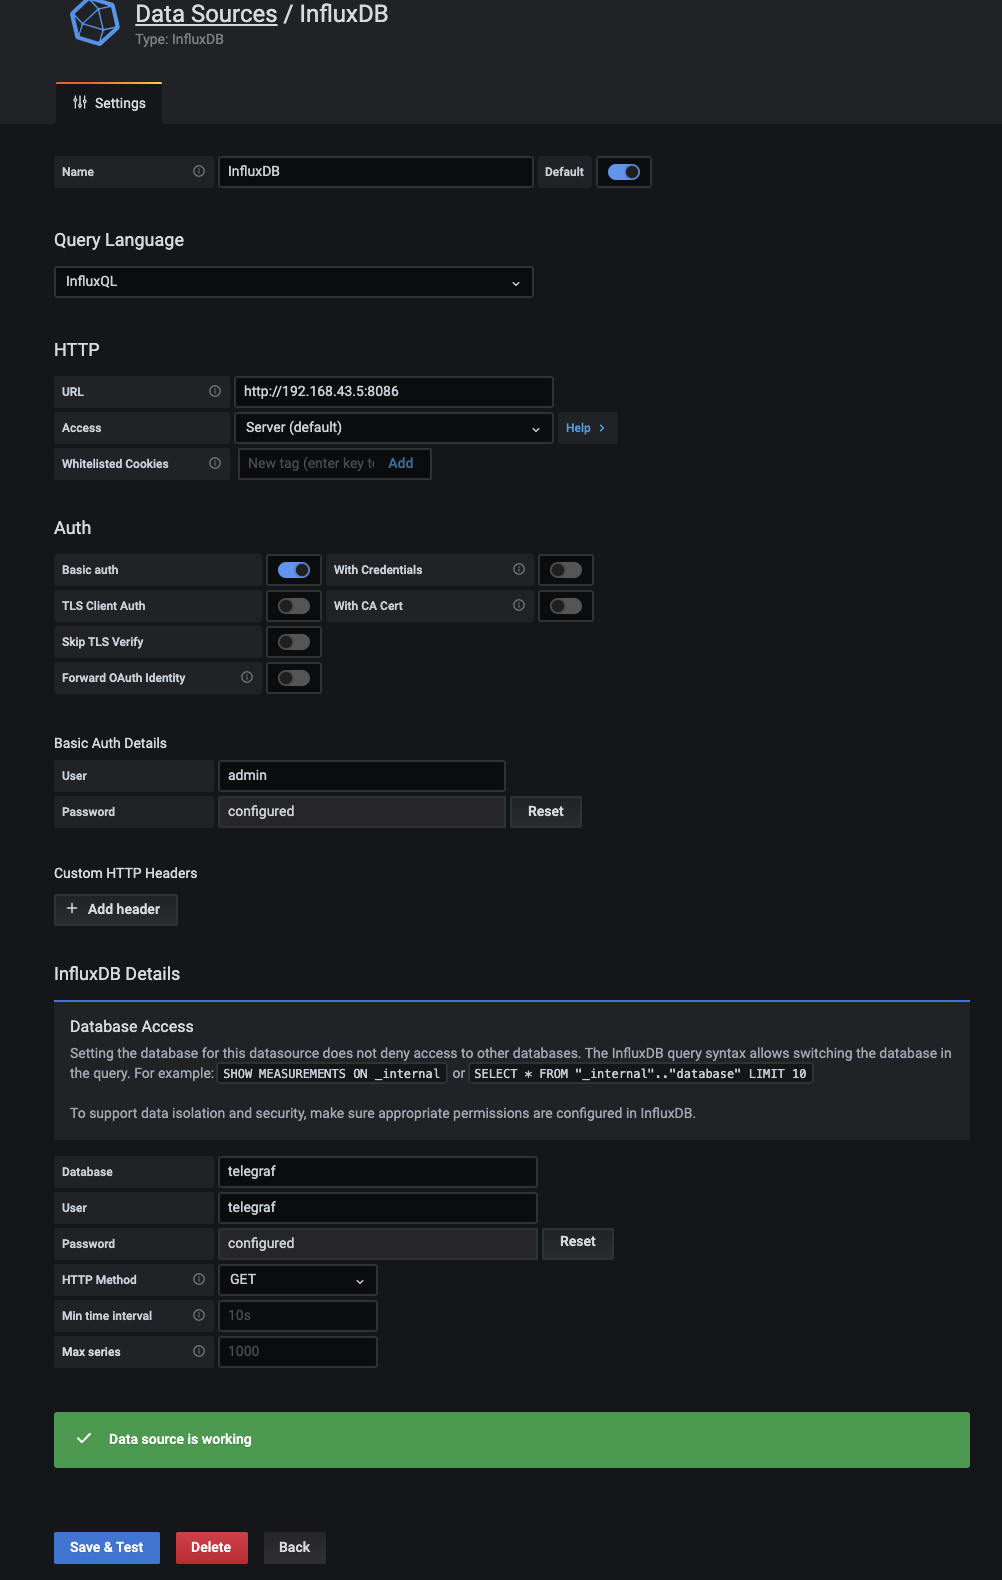 Data Sources / InfluxDB
Type: InfluxDB
Settings
Name InfluxDB Default
Query Language
InfluxQL
HTTP
URL http://192.168.43.5:8086
Access Server (default) Help
Whitelisted Cookies New tag (enter key to Add
Auth
Basic auth With Credentials
TLS Client Auth With CA Cert
Skip TLS Verify
Forward OAuth Identity
Basic Auth Details
User admin
Password configured Reset
Custom HTTP Headers
+ Add header
InfluxDB Details
Database Access
Setting the database for this datasource does not deny access to other databases. The InfluxDB query syntax allows switching the database in
the query. For example: SHOW MEASUREMENTS ON _internal or SELECT * FROM "_internal".."database" LIMIT 10
To support data isolation and security, make sure appropriate permissions are configured in InfluxDB.
Database telegraf
User telegraf
Password configured Reset
HTTP Method GET
Min time interval 10s
Max series 1000
Data source is working
Save & Test Delete Back